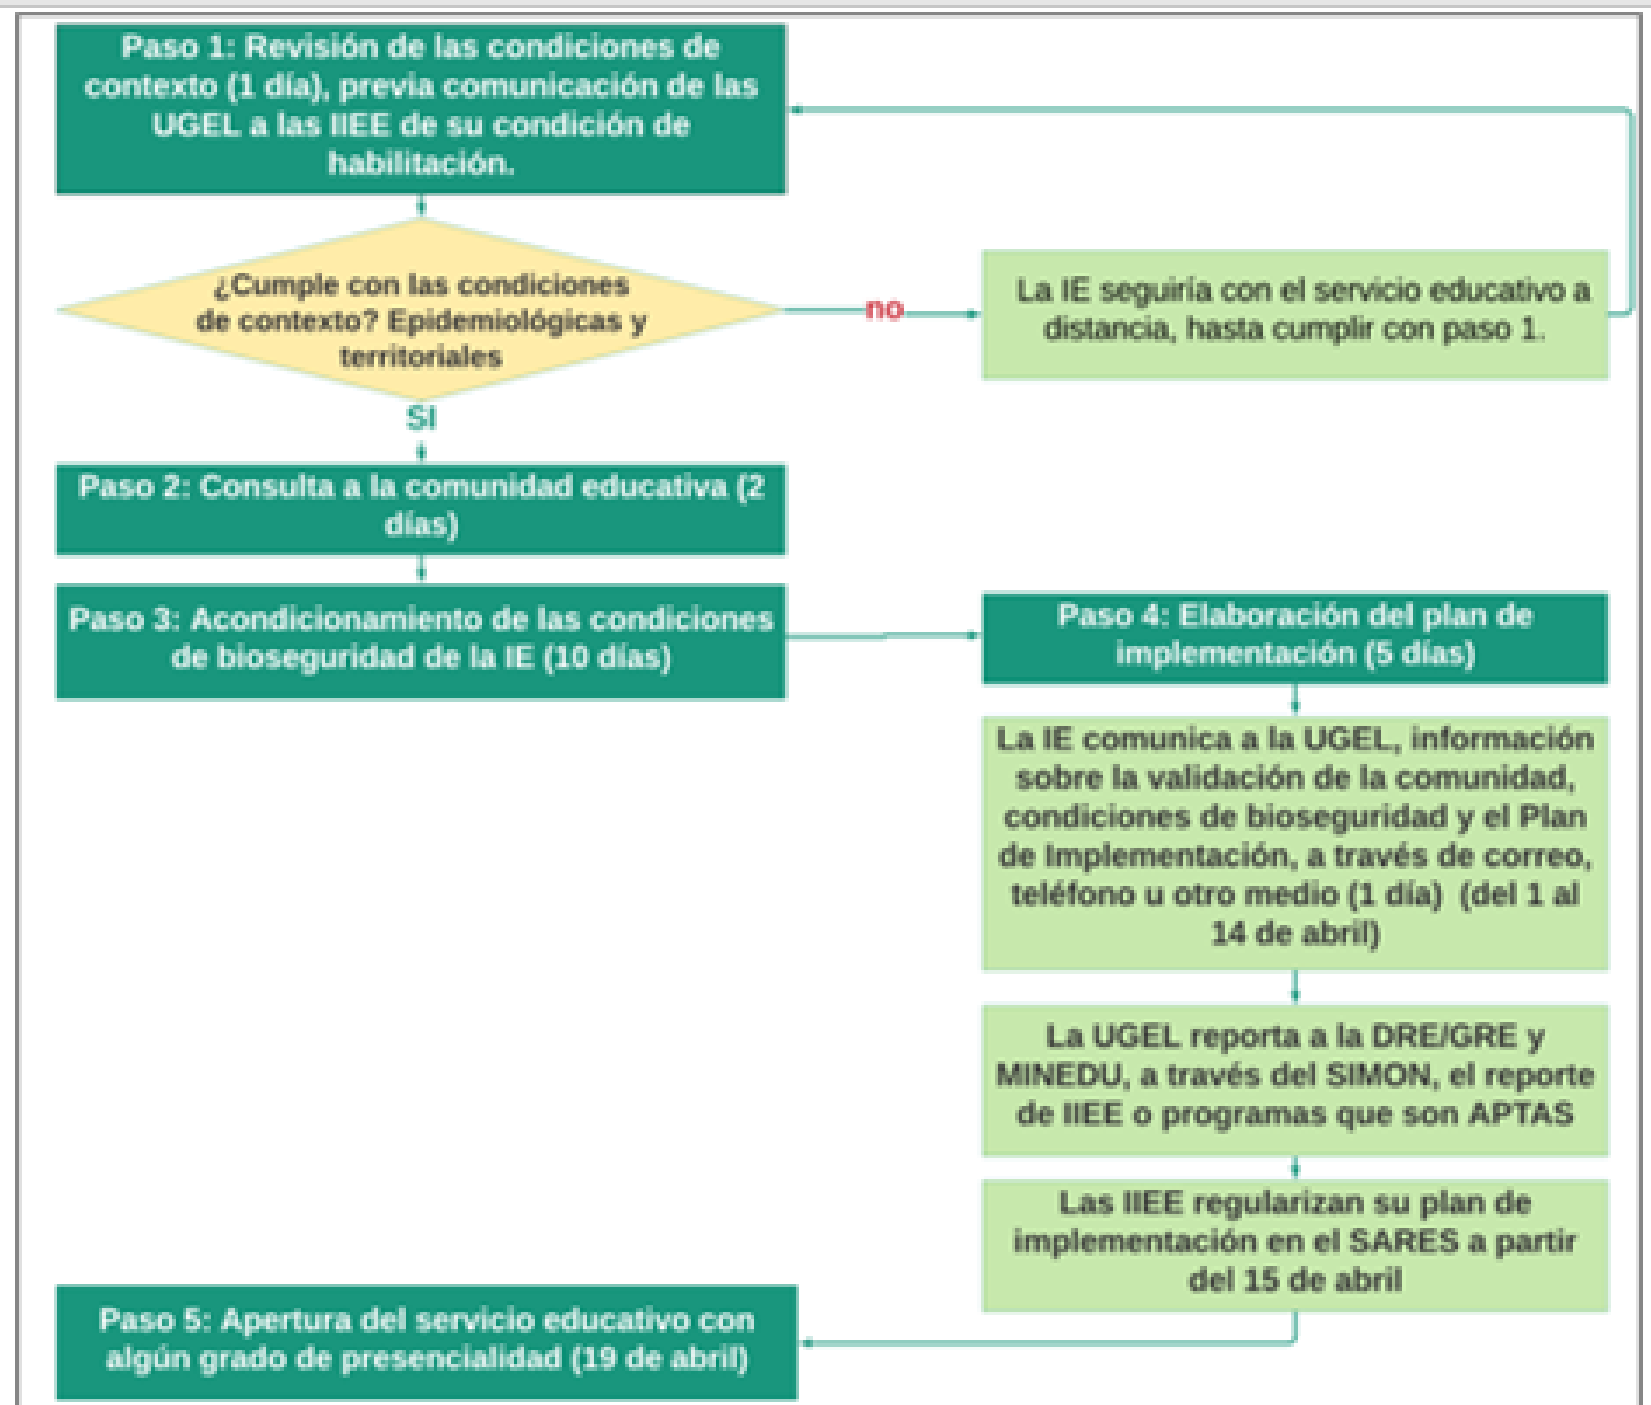 Paso 1: Revisión de las condiciones de
contexto (1 día), previa comunicación de las
UGEL a las IIEE de su condición de
habilitación.
¿Cumple con las condiciones
de contexto? Epidemiológicas y
territoriales
no
La IE seguiría con el servicio educativo a
distancia, hasta cumplir con paso 1.
SI
Paso 2: Consulta a la comunidad educativa (2
días)
Paso 3: Acondicionamiento de las condiciones
de bioseguridad de la IE (10 días)
Paso 4: Elaboración del plan de
implementación (5 días)
La IE comunica a la UGEL, información
sobre la validación de la comunidad,
condiciones de bioseguridad y el Plan
de Implementación, a través de correo,
teléfono u otro medio (1 día) (del 1 al
14 de abril)
La UGEL reporta a la DRE/GRE y
MINEDU, a través del SIMON, el reporte
de IIEE o programas que son APTAS
Las IIEE regularizan su plan de
implementación en el SARES a partir
del 15 de abril
Paso 5: Apertura del servicio educativo con
algún grado de presencialidad (19 de abril)